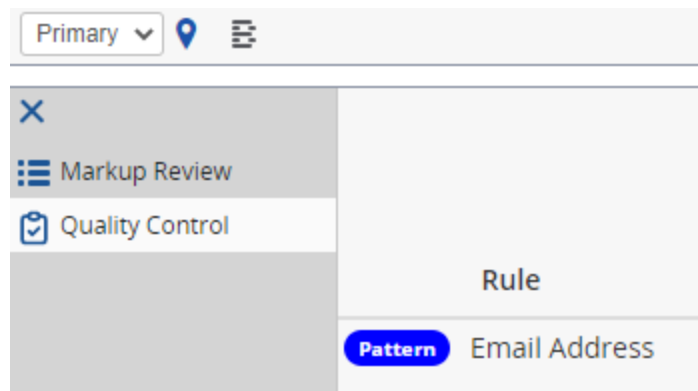 Primary
Markup Review
Quality Control
Rule
Pattern Email Address